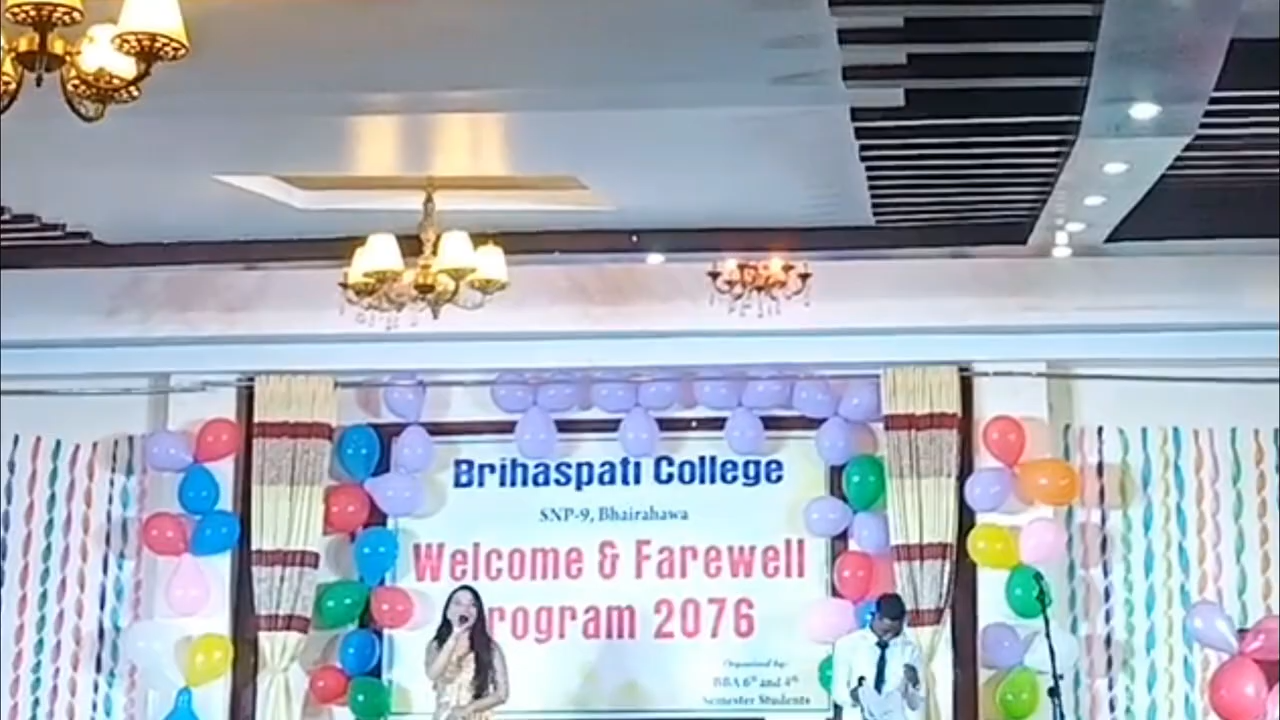 Brihaspati College
SNP-9, Bhairahawa
Welcome & Farewell
rogram 2076
Organized by:
BBA 6th and 4th
Semester Students